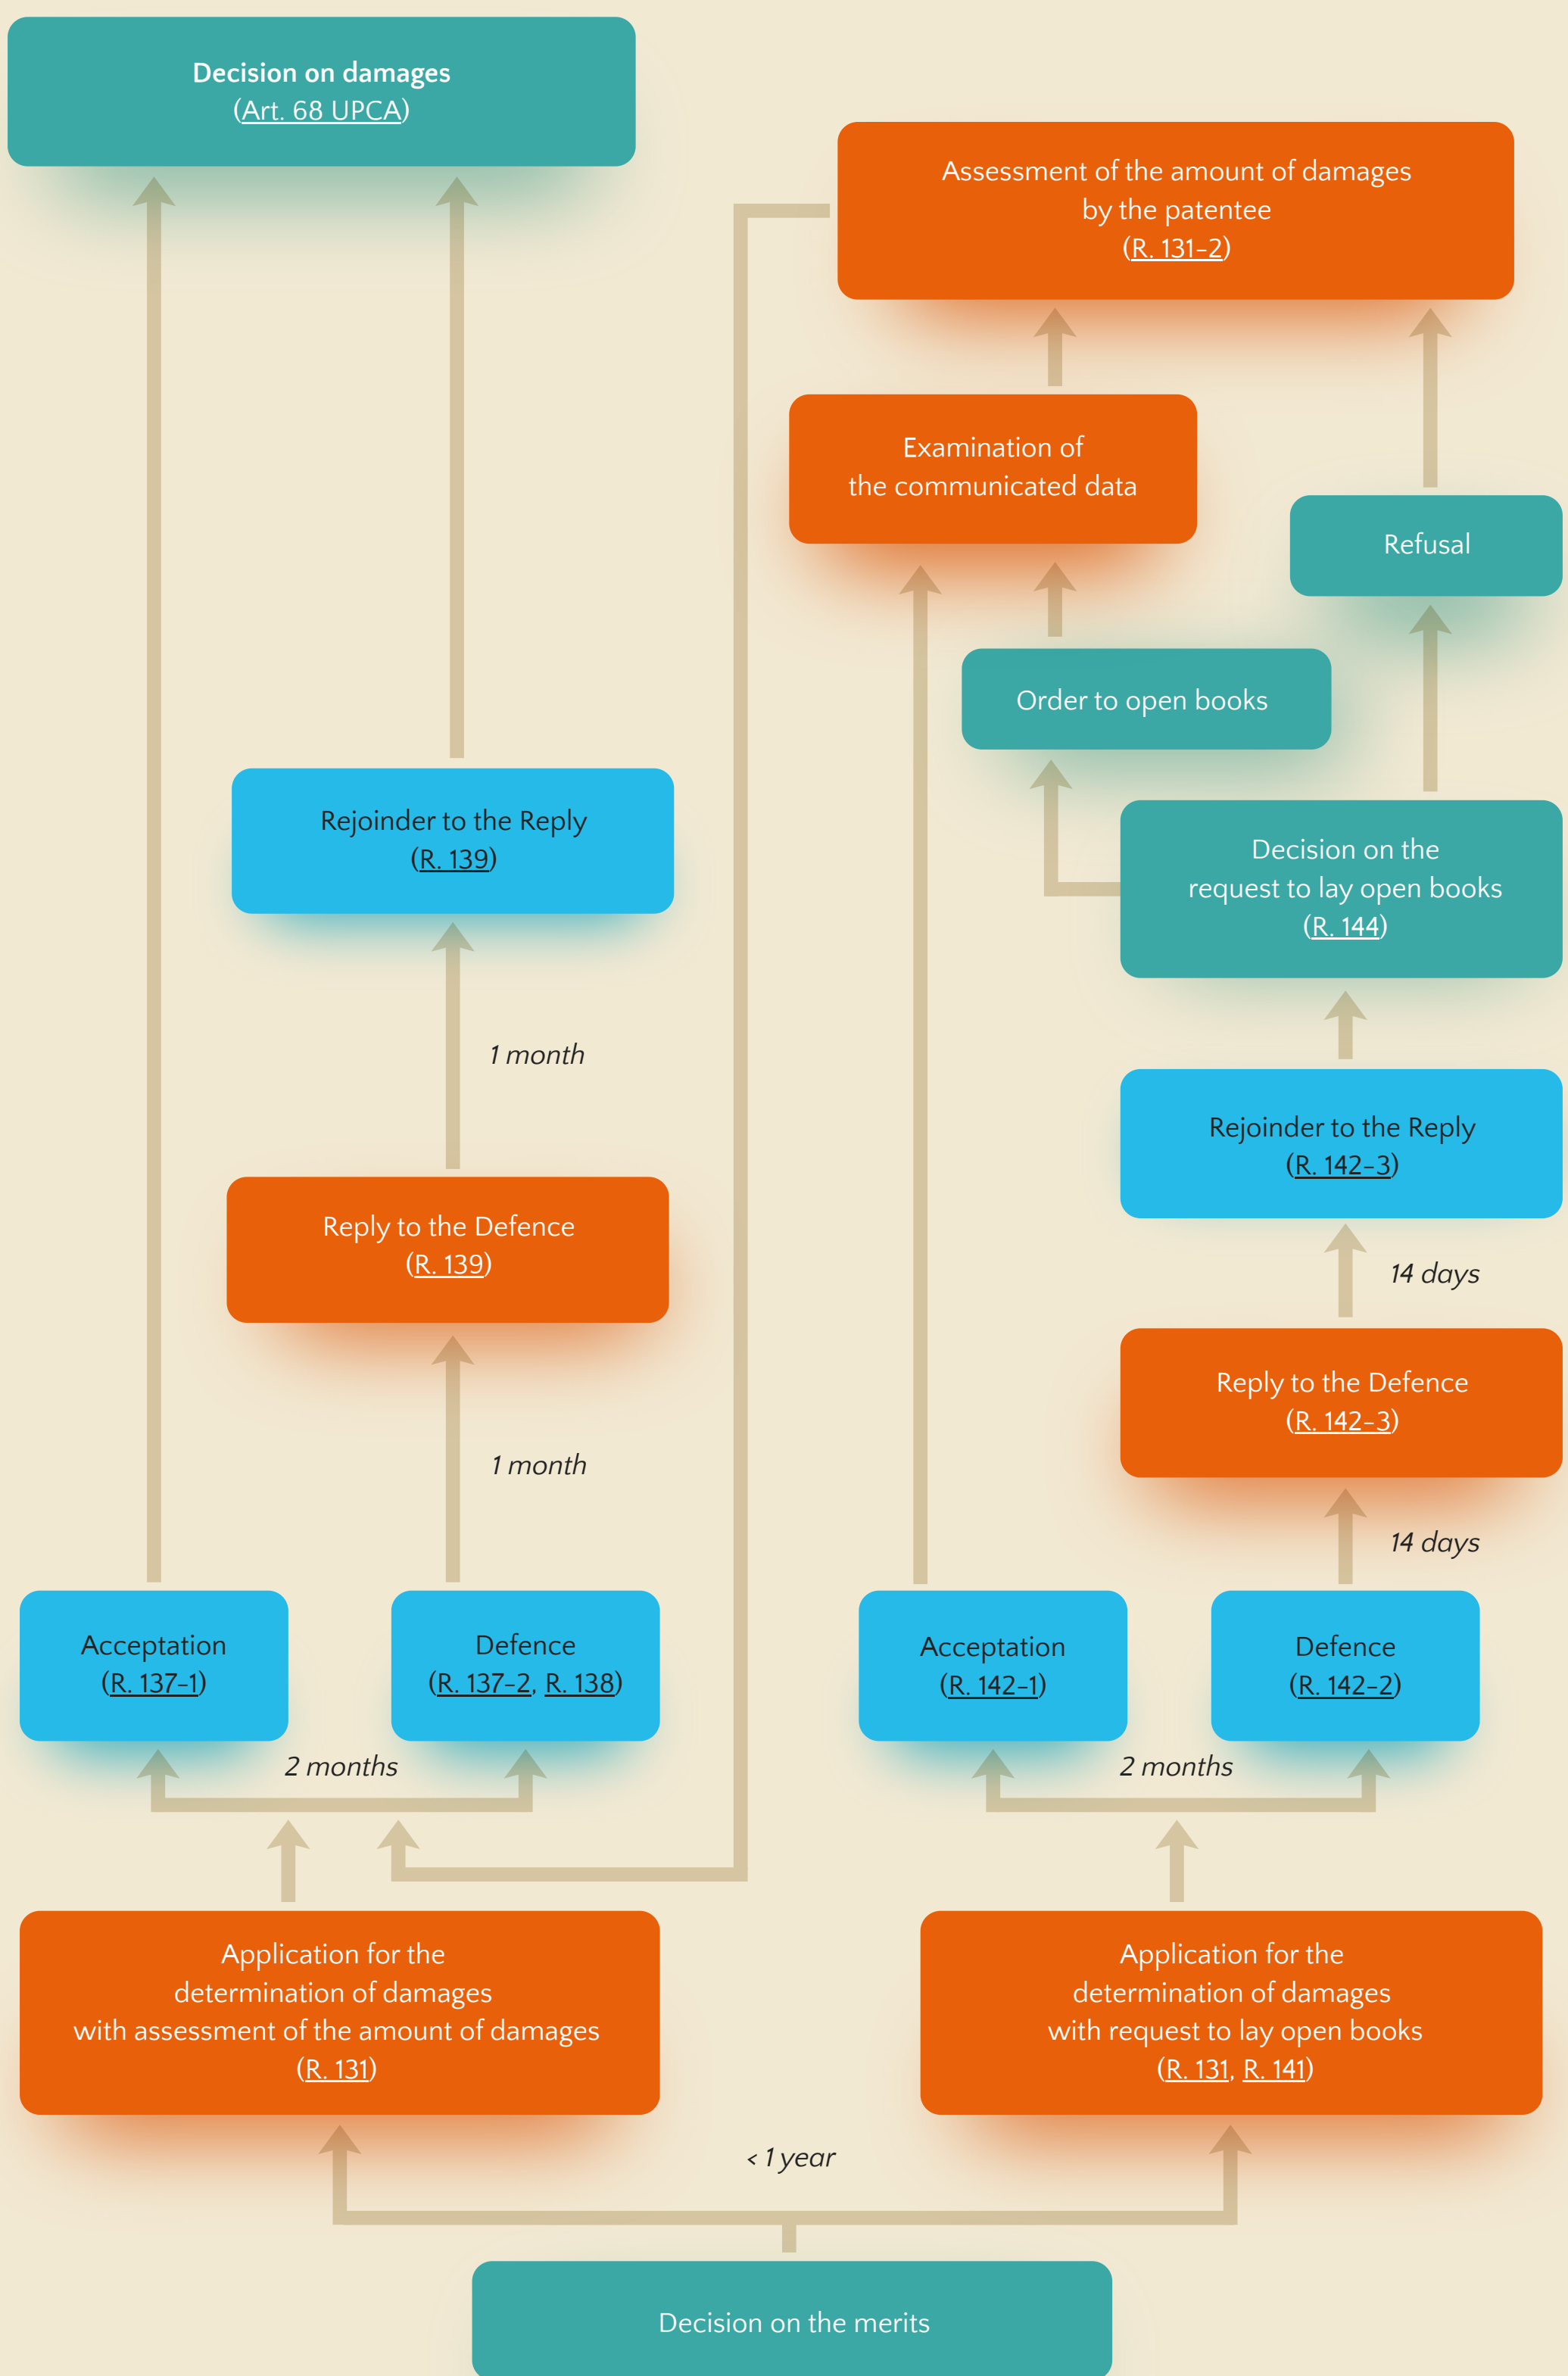 Decision on damages
(Art. 68 UPCA)
Assessment of the amount of damages
by the patentee
(R. 131-2)
Examination of
the communicated data
Refusal
Order to open books
Rejoinder to the Reply
(R. 139)
Decision on the
request to lay open books
(R. 144)
1 month
Rejoinder to the Reply
(R. 142-3)
Reply to the Defence
(R. 139)
14 days
Reply to the Defence
(R. 142-3)
1 month
14 days
Acceptation
(R. 137-1)
Defence
(R. 137-2, R. 138)
Acceptation
(R. 142-1)
Defence
(R. 142-2)
2 months
2 months
Application for the
determination of damages
with assessment of the amount of damages
(R. 131)
Application for the
determination of damages
with request to lay open books
(R. 131, R. 141)
< 1 year
Decision on the merits